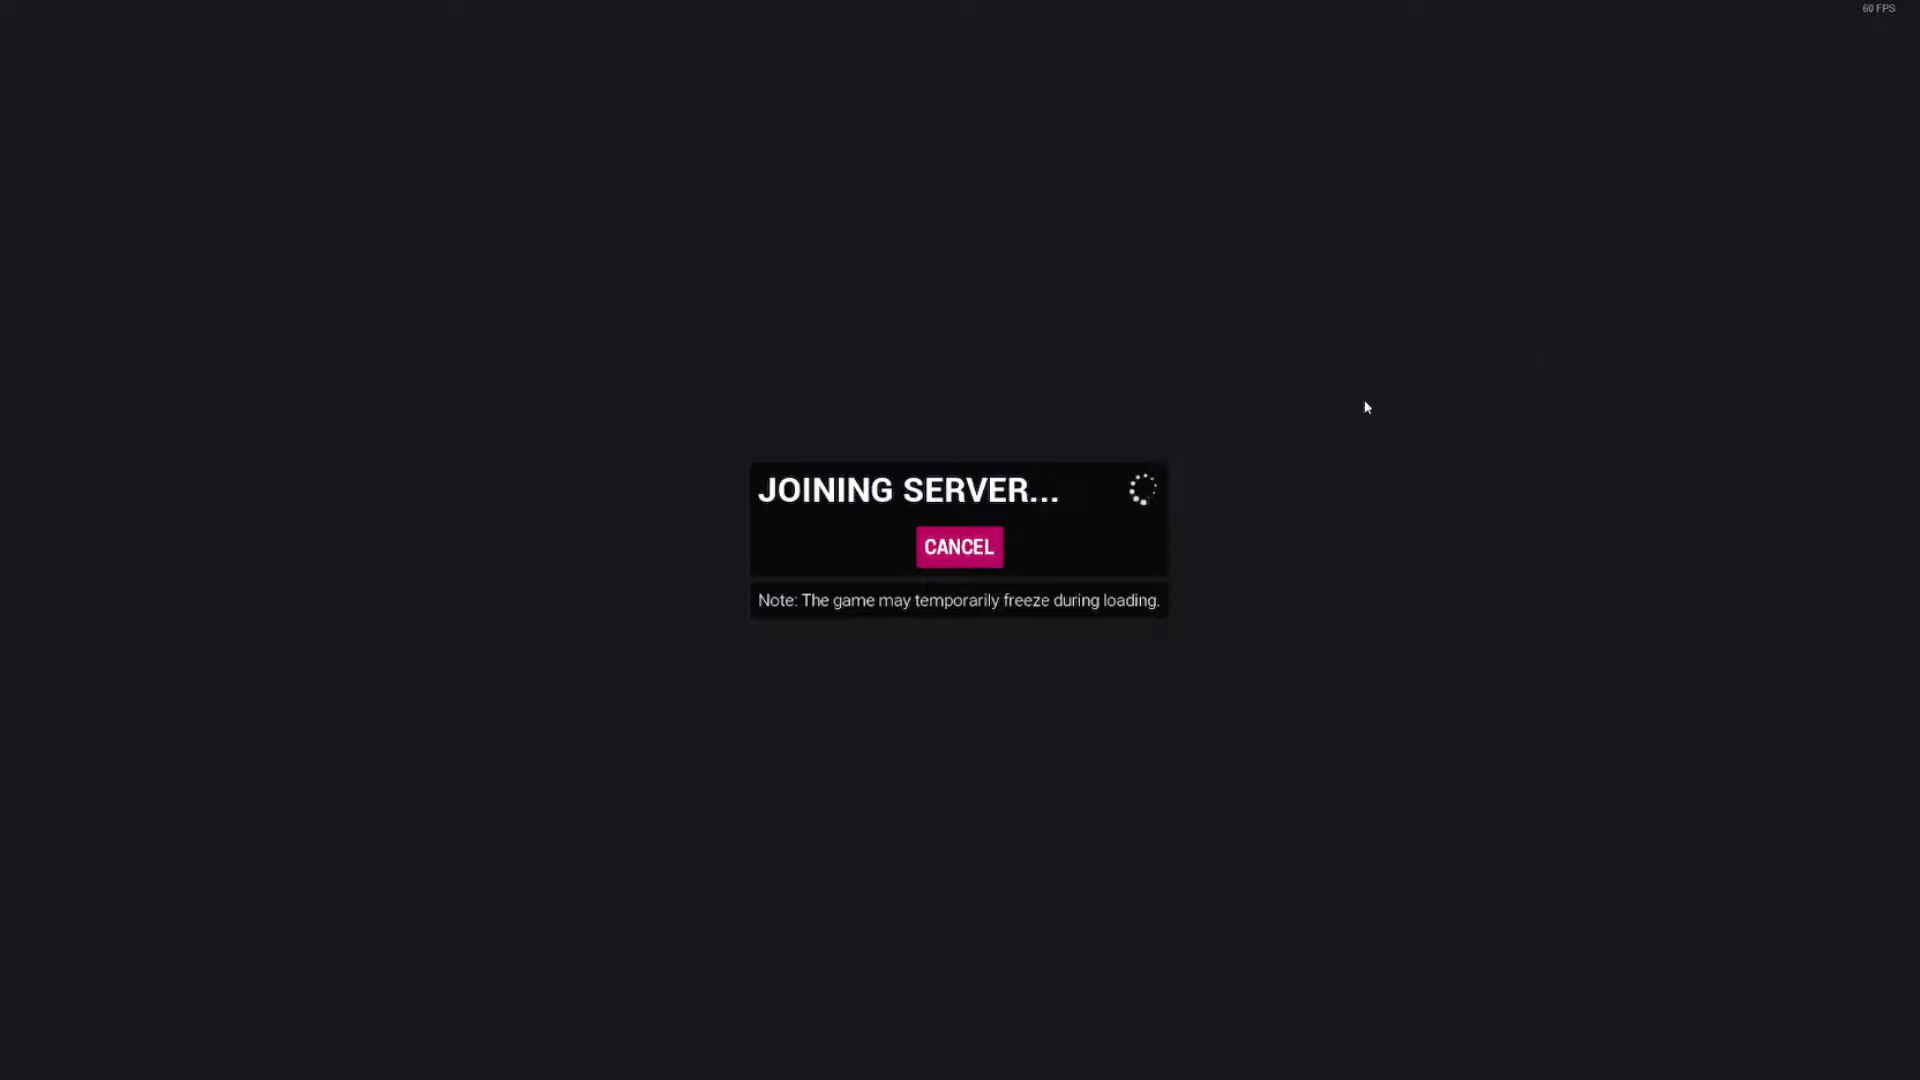 60 FPS
JOINING SERVER...
CANCEL
Note: The game may temporarily freeze during loading.